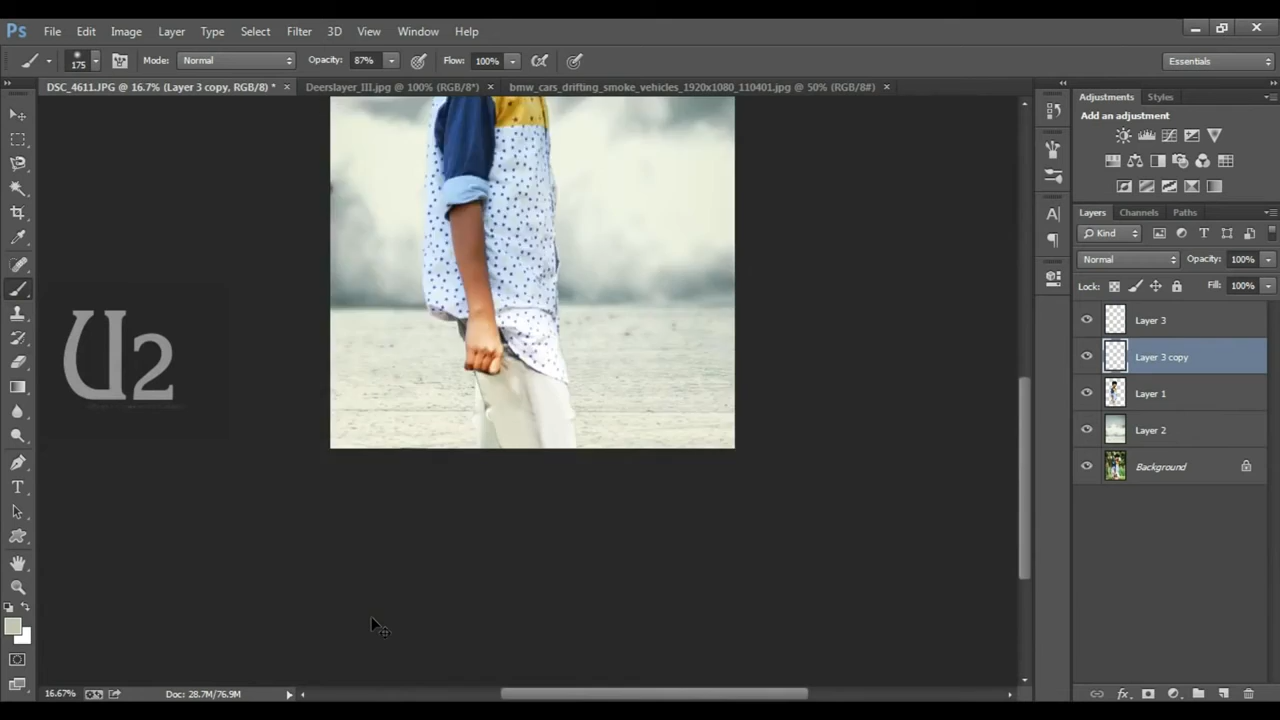 Ps File Edit Image Layer Type Select Filter 3D View Window Help
175 Mode: Normal Opacity: 87% Flow: 100% Essentials
DSC_4611.JPG @ 16.7% (Layer 3 copy, RGB/8) * × Deerslayer_III.jpg @ 100% (RGB/8*) × bmw_cars_drifting_smoke_vehicles_1920x1080_110401.jpg @ 50% (RGB/8#) ×
Adjustments Styles
Add an adjustment
Layers Channels Paths
Kind
Normal Opacity: 100%
Lock: Fill: 100%
Layer 3
Layer 3 copy
Layer 1
Layer 2
Background
U2
16.67% Doc: 28.7M/76.9M